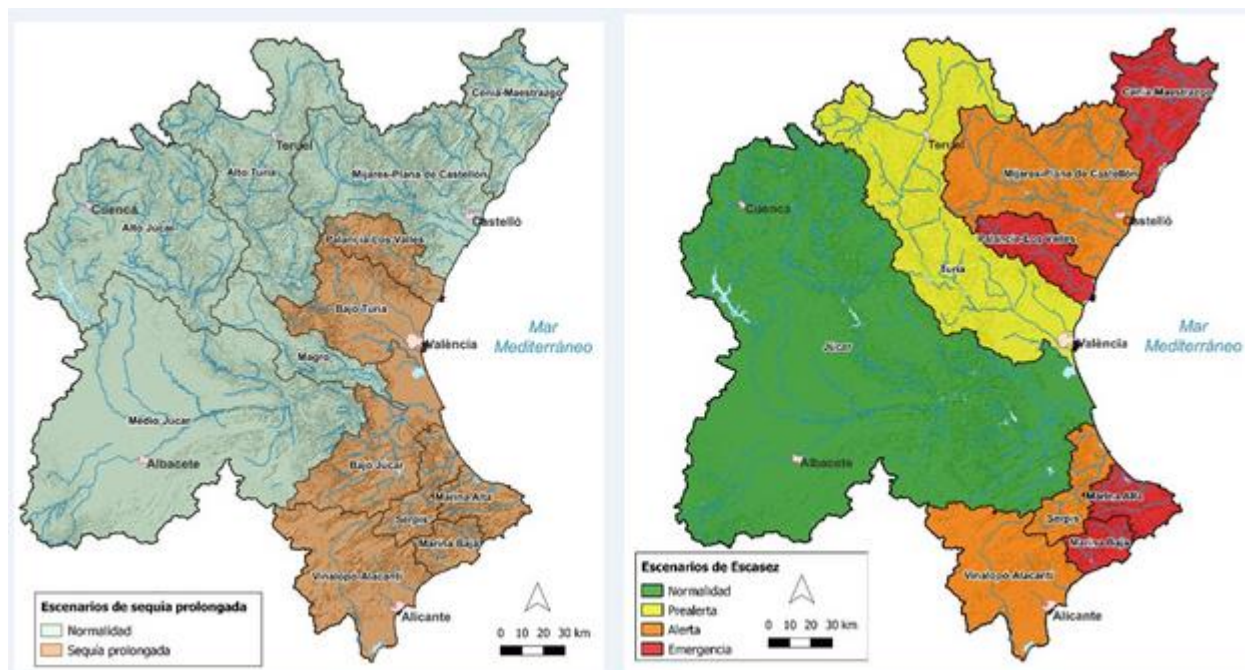 Cenia-Maestrazgo
Teruel
Alto Turia
Mijares-Plana de Castellón
Cuenca
Castelló
Alto Júcar
Palancia-Los Valles
Bajo Turia
València
Mar
Mediterráneo
Magro
Medio Júcar
Albacete
Bajo Júcar
Marina Alta
Serpis
Marina Baja
Vinalopó-Alacantí
Alicante
Escenarios de sequía prolongada
Normalidad
Sequía prolongada
0 10 20 30 km
Cenia-Maestrazgo
Teruel
Mijares-Plana de Castellón
Cuenca
Castelló
Palancia-Los Valles
Turia
València
Mar
Mediterráneo
Júcar
Albacete
Marina Alta
Serpis
Marina Baja
Vinalopó-Alacantí
Alicante
Escenarios de Escasez
Normalidad
Prealerta
Alerta
Emergencia
0 10 20 30 km